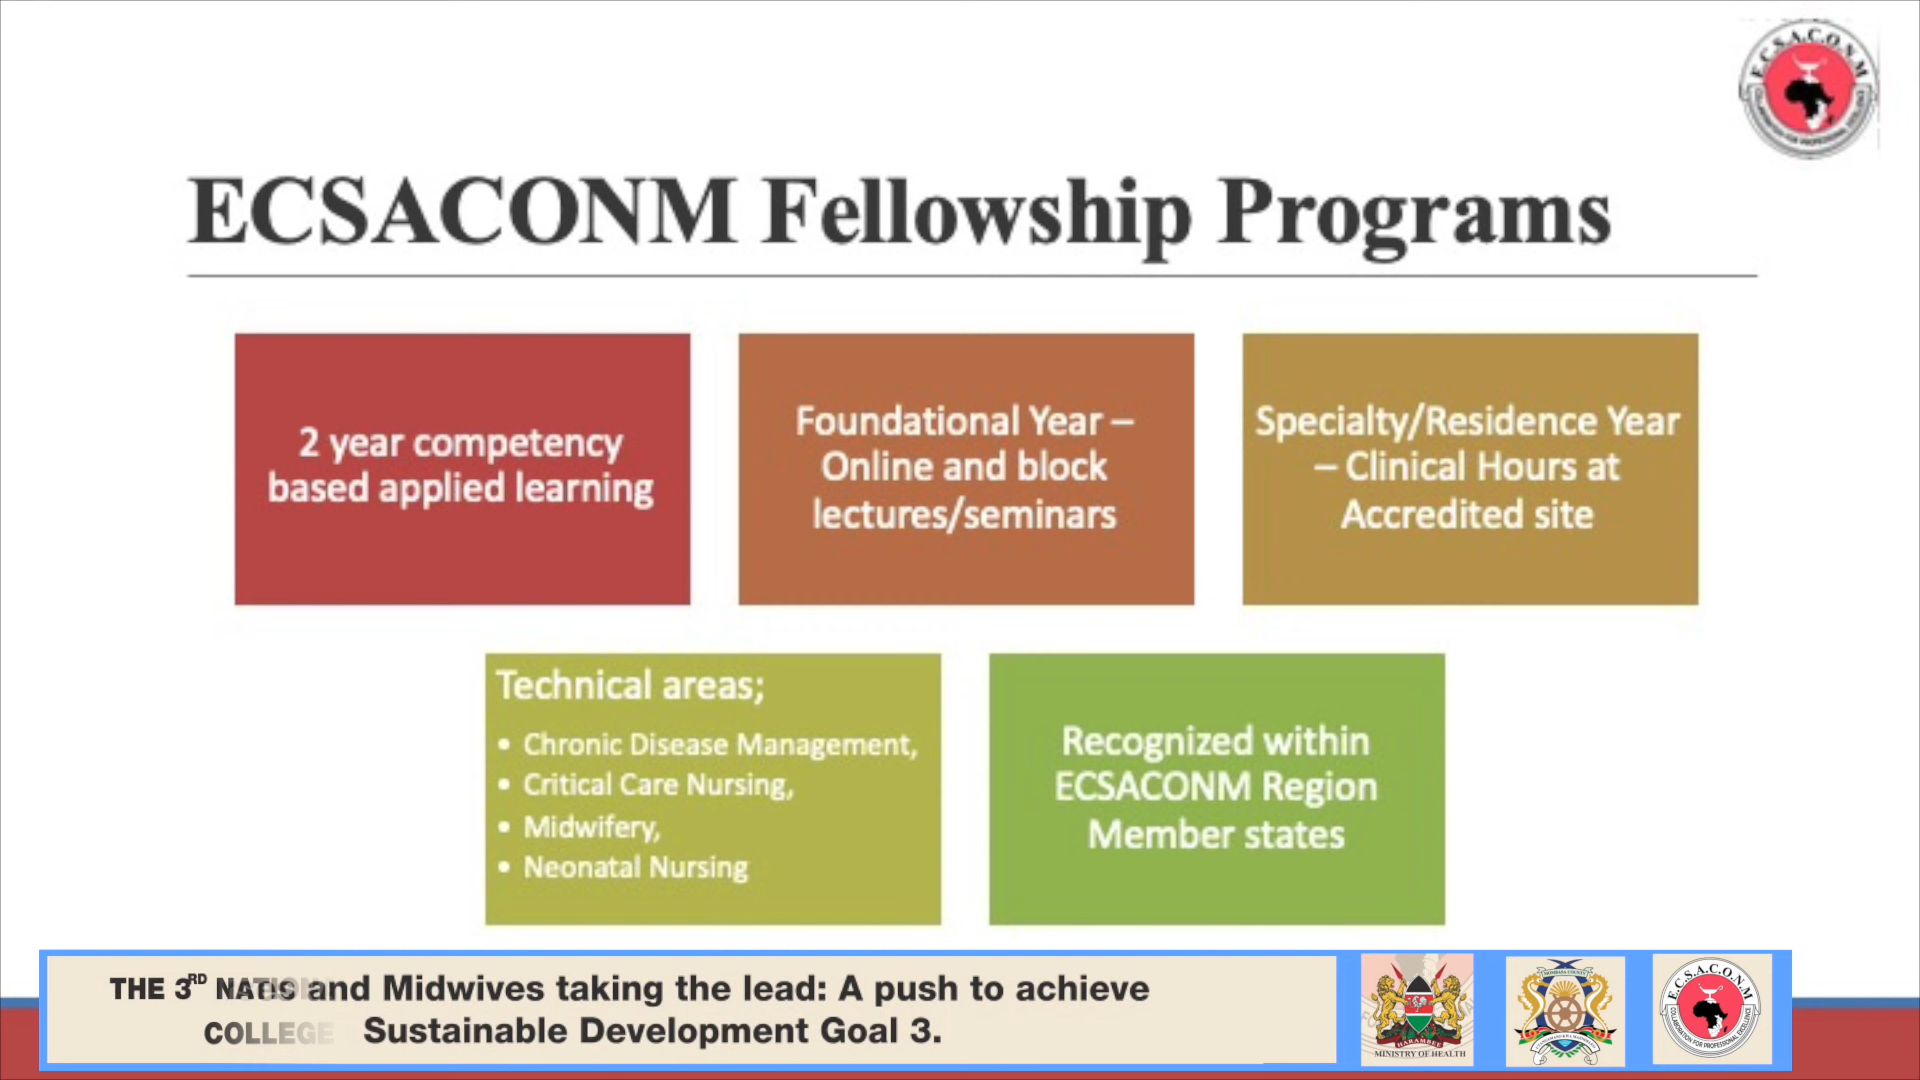 E.C.S.A.C.O.N.M
ECSACONM Fellowship Programs
2 year competency
based applied learning
Foundational Year –
Online and block
lectures/seminars
Specialty/Residence Year
– Clinical Hours at
Accredited site
Technical areas;
• Chronic Disease Management,
• Critical Care Nursing,
• Midwifery,
• Neonatal Nursing
Recognized within
ECSACONM Region
Member states
THE 3RD and Midwives taking the lead: A push to achieve
COLLEGE Sustainable Development Goal 3.
HARAMBEE
MINISTRY OF HEALTH
MOMBASA COUNTY
E.C.S.A.C.O.N.M
COLLABORATION FOR PROFESSIONAL EXCELLENCE